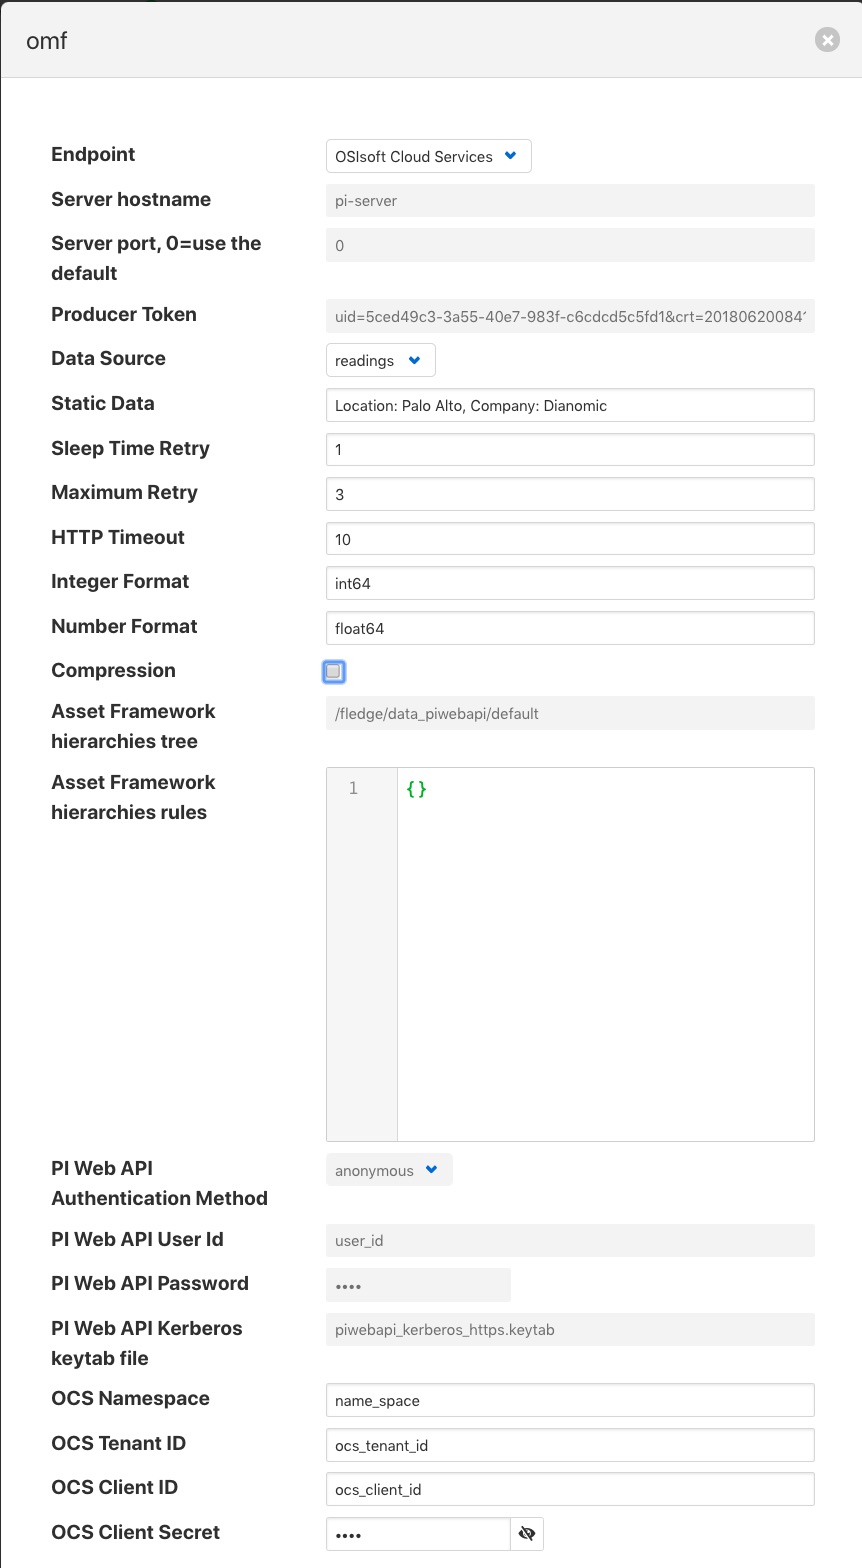 omf
Endpoint
OSIsoft Cloud Services
Server hostname
pi-server
Server port, 0=use the
default
0
Producer Token
uid=5ced49c3-3a55-40e7-983f-c6cdcd5c5fd1&crt=20180620084
Data Source
readings
Static Data
Location: Palo Alto, Company: Dianomic
Sleep Time Retry
1
Maximum Retry
3
HTTP Timeout
10
Integer Format
int64
Number Format
float64
Compression
Asset Framework
hierarchies tree
/fledge/data_piwebapi/default
Asset Framework
hierarchies rules
1
{}
PI Web API
Authentication Method
anonymous
PI Web API User Id
user_id
PI Web API Password
••••
PI Web API Kerberos
keytab file
piwebapi_kerberos_https.keytab
OCS Namespace
name_space
OCS Tenant ID
ocs_tenant_id
OCS Client ID
ocs_client_id
OCS Client Secret
••••